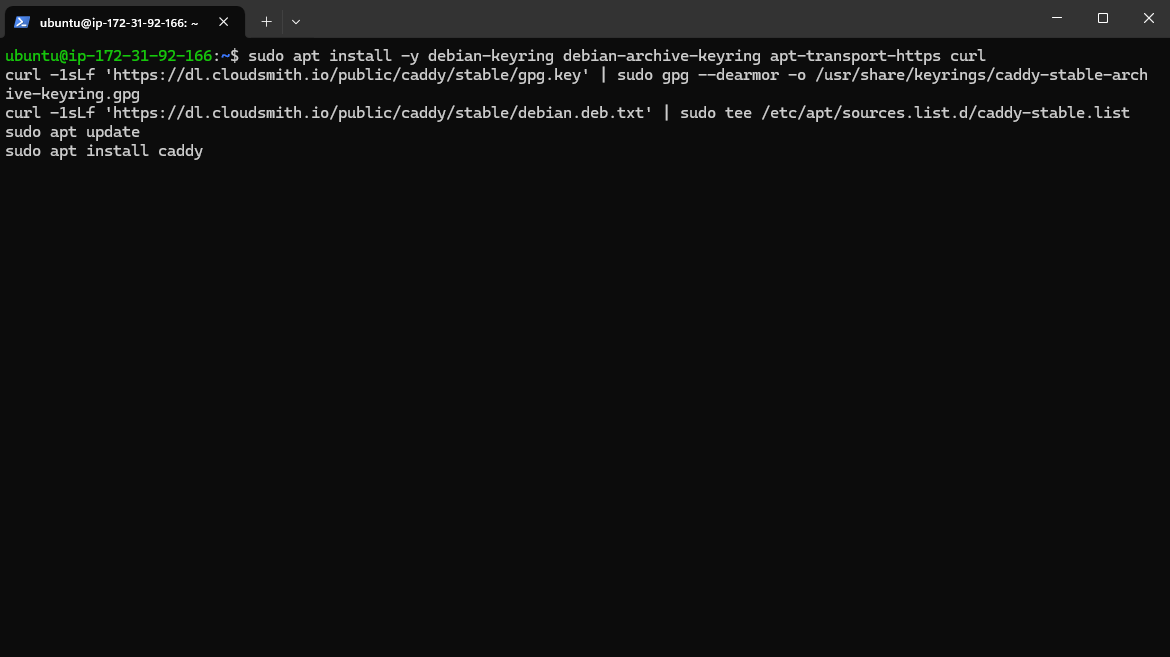 ubuntu@ip-172-31-92-166: ~
ubuntu@ip-172-31-92-166:~$ sudo apt install -y debian-keyring debian-archive-keyring apt-transport-https curl
curl -1sLf 'https://dl.cloudsmith.io/public/caddy/stable/gpg.key' | sudo gpg --dearmor -o /usr/share/keyrings/caddy-stable-arch
ive-keyring.gpg
curl -1sLf 'https://dl.cloudsmith.io/public/caddy/stable/debian.deb.txt' | sudo tee /etc/apt/sources.list.d/caddy-stable.list
sudo apt update
sudo apt install caddy